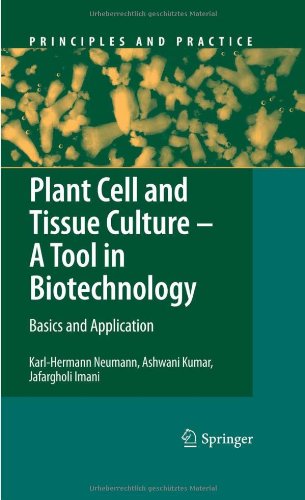 Urheberrechtlich geschütztes Material
PRINCIPLES AND PRACTICE
Plant Cell and
Tissue Culture –
A Tool in
Biotechnology
Basics and Application
Karl-Hermann Neumann, Ashwani Kumar,
Jafargholi Imani
Springer
Urheberrechtlich geschütztes Material